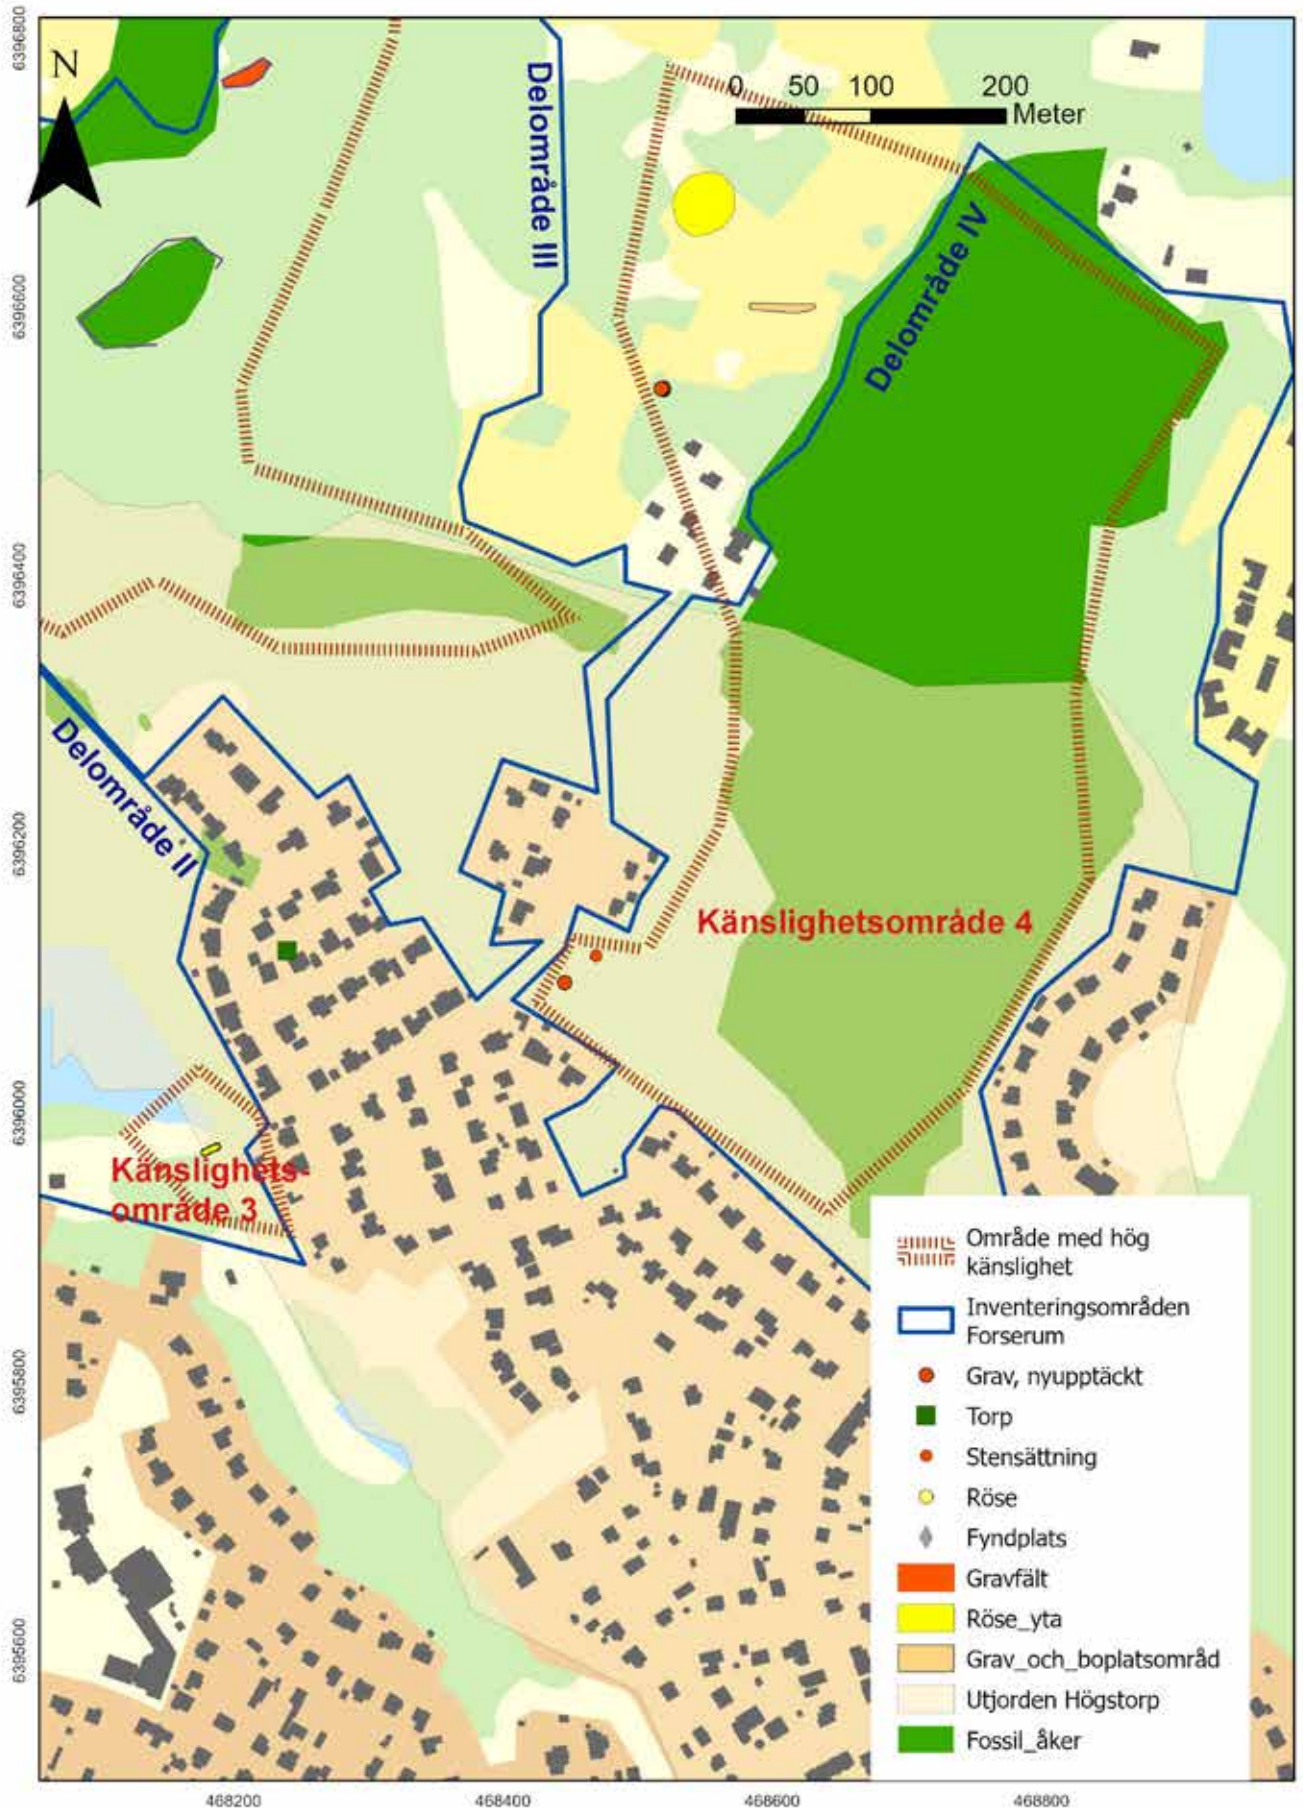 6396800
6396600
6396400
6396200
6396000
6395800
6395600
N
0 50 100 200
Meter
Delområde III
Delområde IV
Delområde II
Känslighetsområde 4
Känslighets-
område 3
Område med hög
känslighet
Inventeringsområden
Forserum
Grav, nyupptäckt
Torp
Stensättning
Röse
Fyndplats
Gravfält
Röse_yta
Grav_och_boplatsområd
Utjorden Högstorp
Fossil_åker
468200 468400 468600 468800